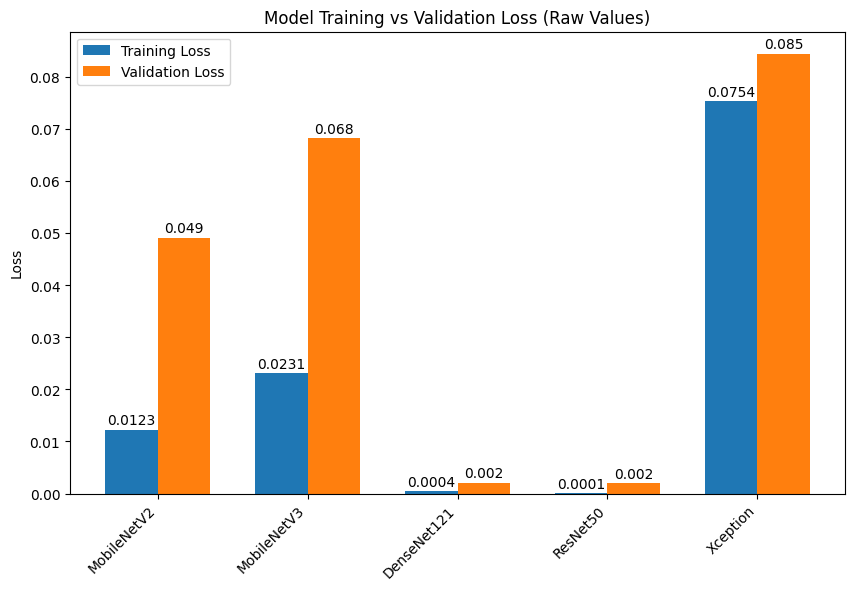 Model Training vs Validation Loss (Raw Values)
Training Loss
Validation Loss
Loss
0.08
0.07
0.06
0.05
0.04
0.03
0.02
0.01
0.00
0.0123
0.049
0.0231
0.068
0.0004
0.002
0.0001
0.002
0.0754
0.085
MobileNetV2
MobileNetV3
DenseNet121
ResNet50
Xception